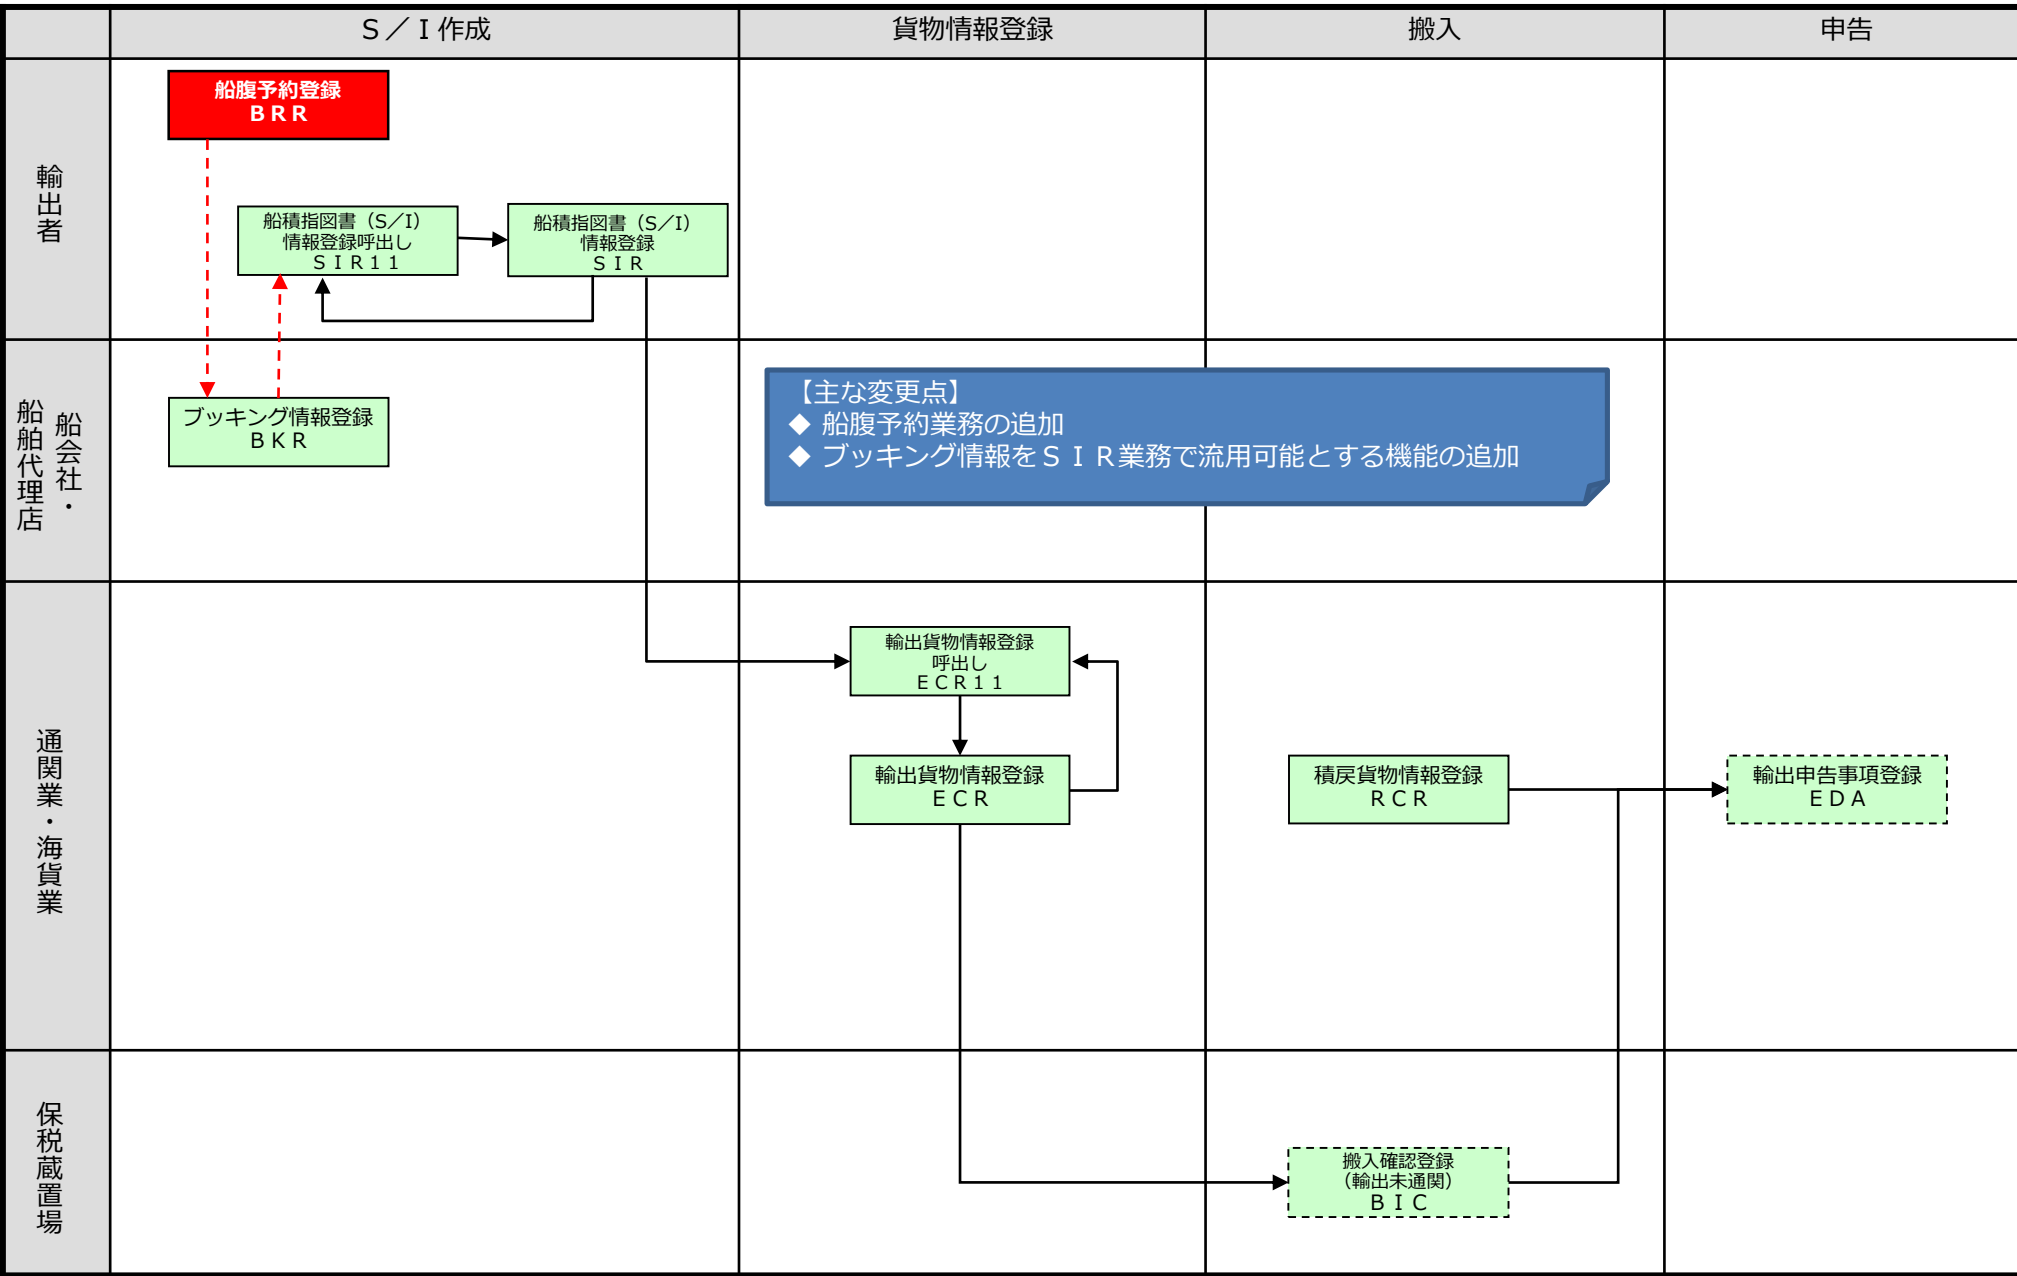 Ｓ／Ｉ作成
貨物情報登録
搬入
申告
輸出者
船腹予約登録
ＢＲＲ
船積指図書（S／I）
情報登録呼出し
ＳＩＲ１１
船積指図書（S／I）
情報登録
ＳＩＲ
船会社・
船舶代理店
ブッキング情報登録
ＢＫＲ
【主な変更点】
◆ 船腹予約業務の追加
◆ ブッキング情報をＳＩＲ業務で流用可能とする機能の追加
通関業・海貨業
輸出貨物情報登録
呼出し
ＥＣＲ１１
輸出貨物情報登録
ＥＣＲ
積戻貨物情報登録
ＲＣＲ
輸出申告事項登録
ＥＤＡ
保税蔵置場
搬入確認登録
（輸出未通関）
ＢＩＣ